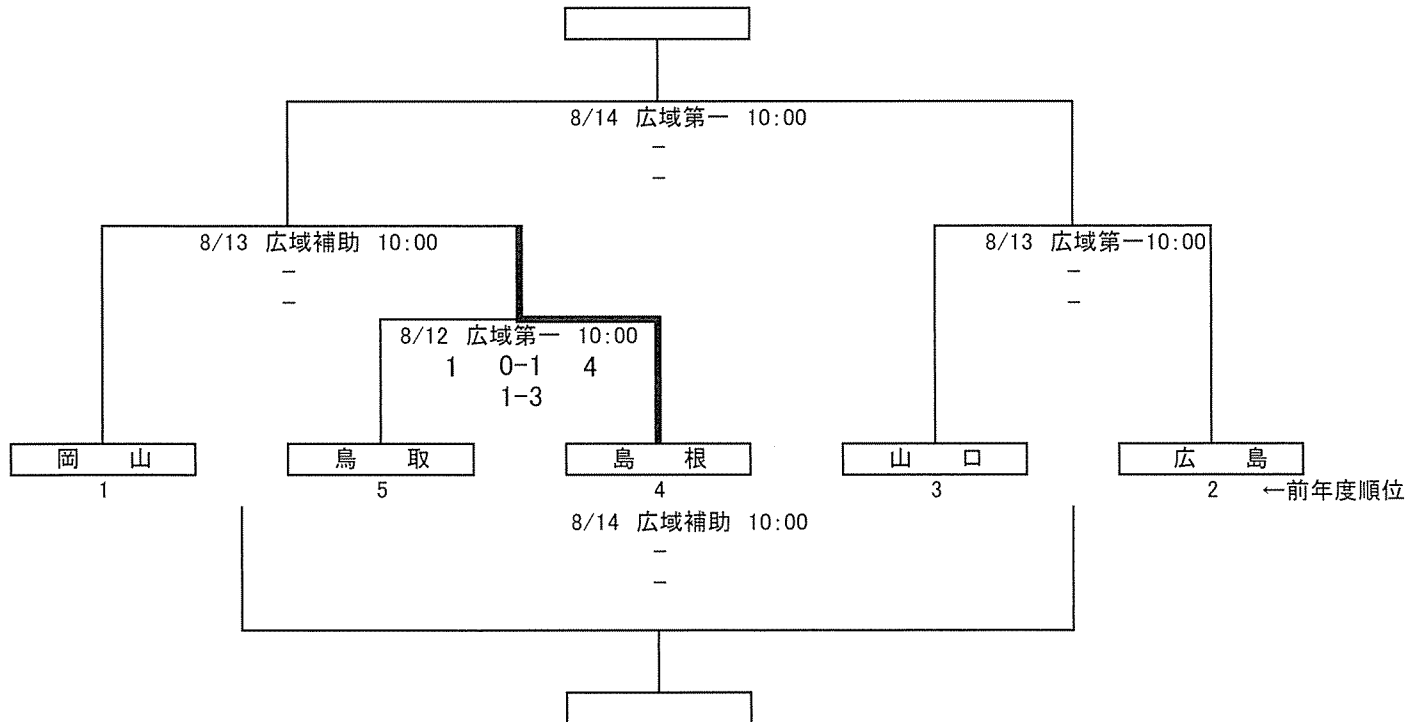 8/14 広域第一 10:00
-
-
8/13 広域補助 10:00
-
-
8/13 広域第一10:00
-
-
8/12 広域第一 10:00
1 0-1 4
1-3
岡 山 鳥 取 島 根 山 口 広 島
1 5 4 3 2 ←前年度順位
8/14 広域補助 10:00
-
-